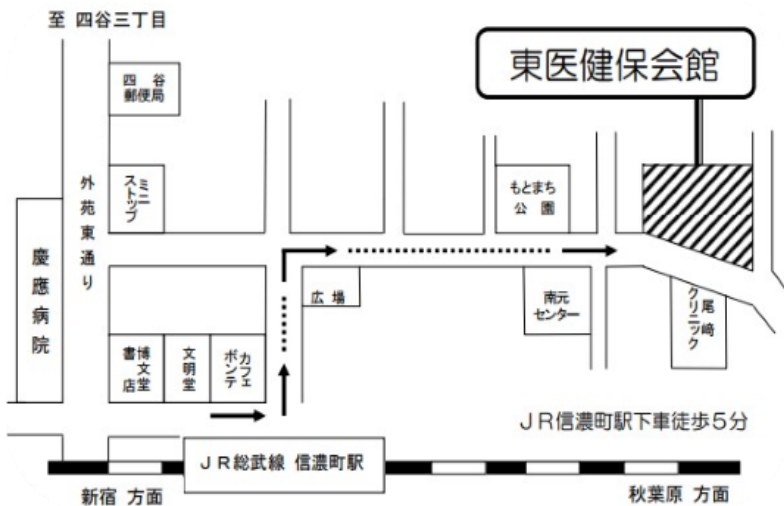 至 四谷三丁目
東医健保会館
四 谷
郵便局
ミニ
ストップ
外苑東通り
もとまち
公 園
慶應病院
広 場
南元
センター
尾﨑
クリニック
博文堂
書店
文明堂
カフェ
ボンテ
JR信濃町駅下車徒歩5分
JR総武線 信濃町駅
新宿 方面
秋葉原 方面